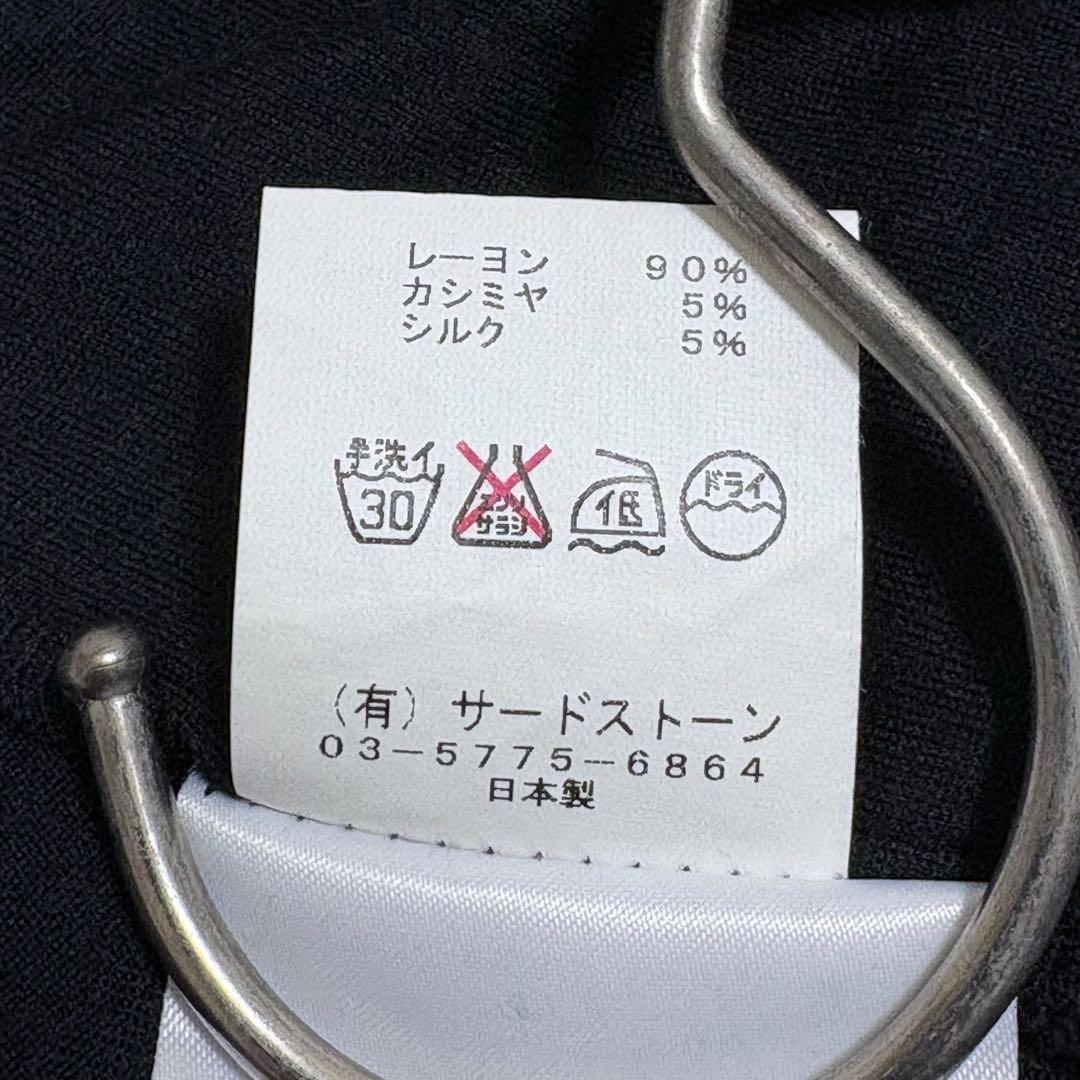 レーヨン 90%
カシミヤ 5%
シルク 5%
手洗イ
30
エンソ
サラシ
低
ドライ
(有)サードストーン
03-5775-6864
日本製